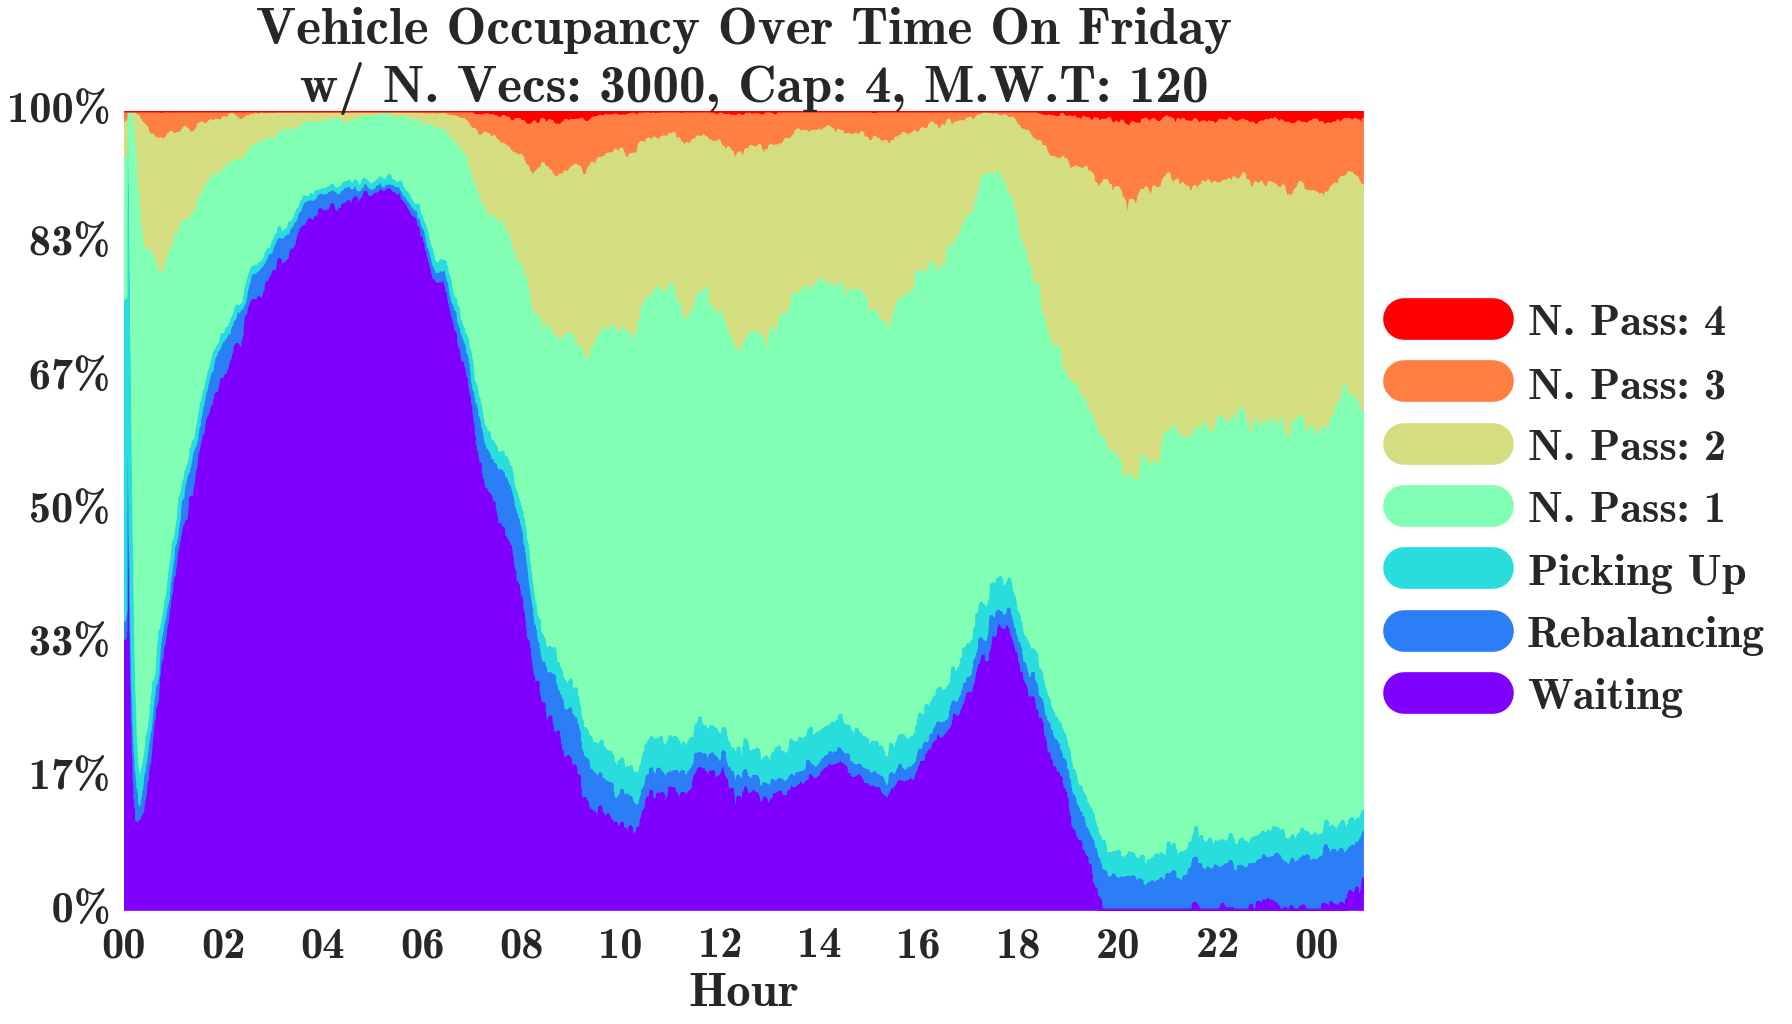 Vehicle Occupancy Over Time On Friday
w/ N. Vecs: 3000, Cap: 4, M.W.T: 120
100%
83%
67%
50%
33%
17%
0%
00 02 04 06 08 10 12 14 16 18 20 22 00
Hour
N. Pass: 4
N. Pass: 3
N. Pass: 2
N. Pass: 1
Picking Up
Rebalancing
Waiting